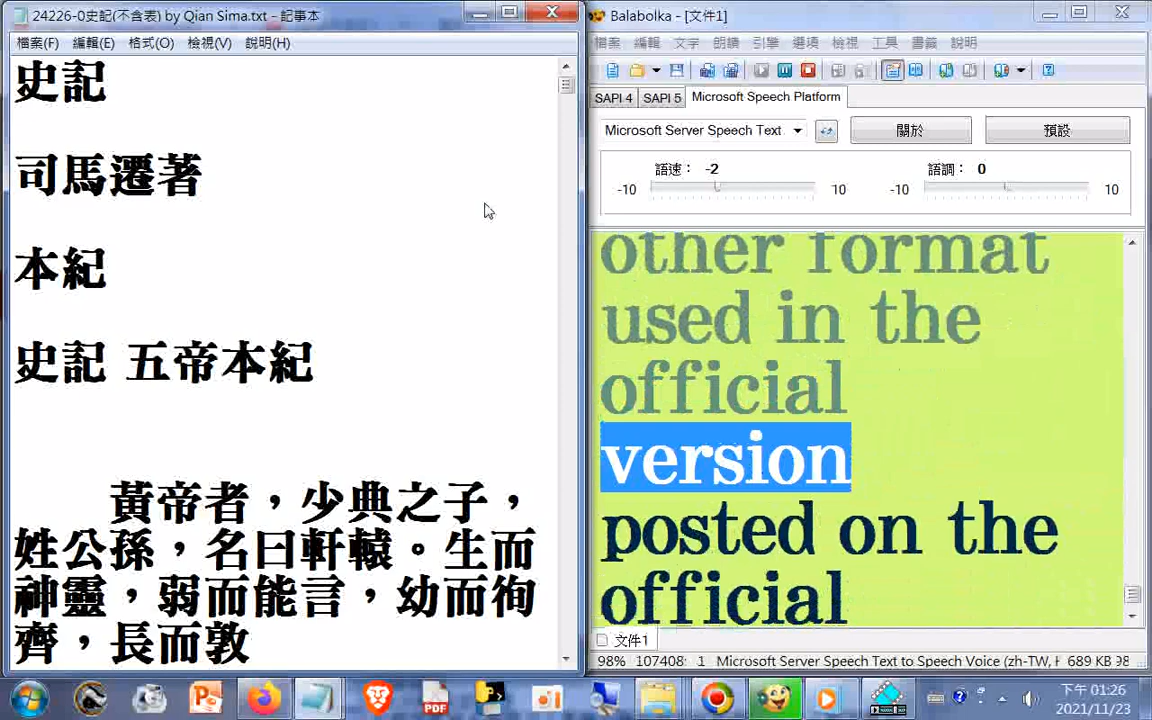 24226-0史記(不含表) by Qian Sima.txt - 記事本
檔案(F) 編輯(E) 格式(O) 檢視(V) 說明(H)
史記
司馬遷著
本紀
史記 五帝本紀
黃帝者，少典之子，
姓公孫，名曰軒轅。生而
神靈，弱而能言，幼而徇
齊，長而敦
Balabolka - [文件1]
檔案 編輯 文字 朗讀 引擎 選項 檢視 工具 書籤 說明
SAPI 4 SAPI 5 Microsoft Speech Platform
Microsoft Server Speech Text 關於 預設
語速： -2 語調： 0
-10 10 -10 10
other format
used in the
official
version
posted on the
official
文件1
98% 107408: 1 Microsoft Server Speech Text to Speech Voice (zh-TW, H 689 KB 98
PDF
下午 01:26
2021/11/23